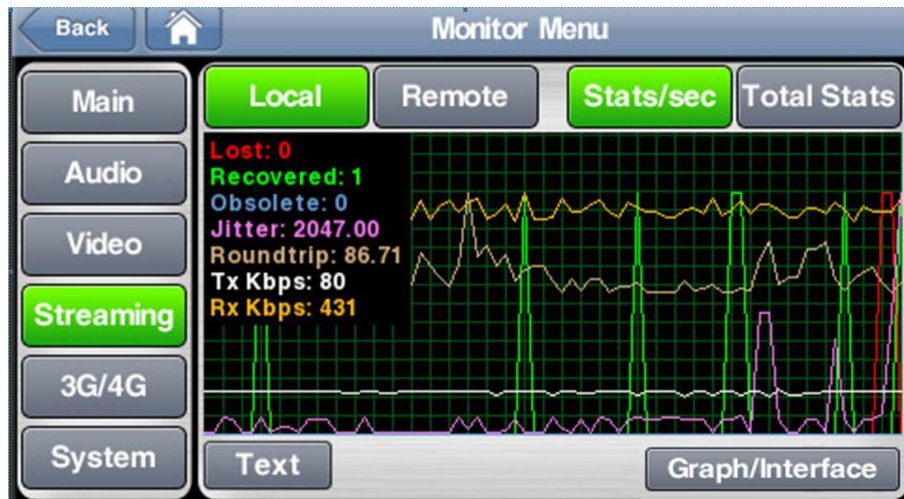 Back
Monitor Menu
Main
Audio
Video
Streaming
3G/4G
System
Local
Remote
Stats/sec
Total Stats
Lost: 0
Recovered: 1
Obsolete: 0
Jitter: 2047.00
Roundtrip: 86.71
Tx Kbps: 80
Rx Kbps: 431
Text
Graph/Interface